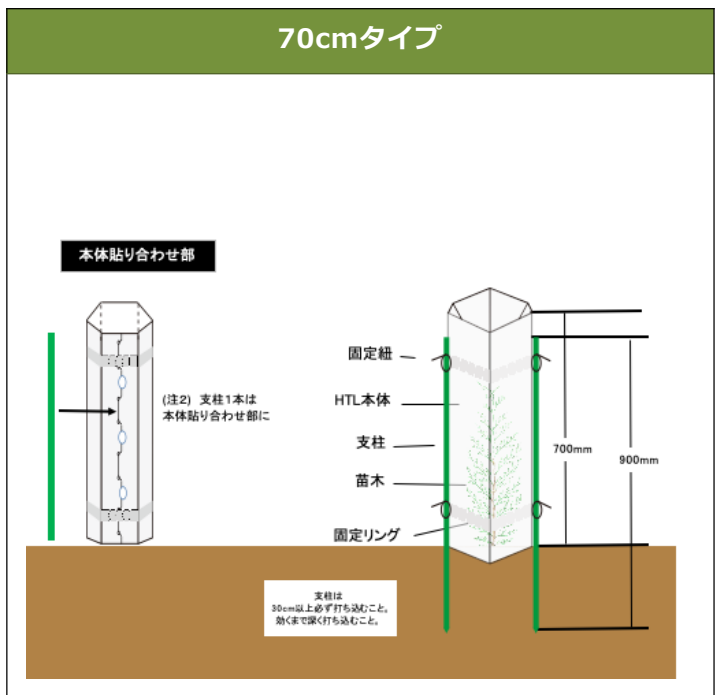 70cmタイプ
本体貼り合わせ部
(注2) 支柱1本は
本体貼り合わせ部に
固定紐
HTL本体
支柱
苗木
固定リング
700mm
900mm
支柱は
30cm以上必ず打ち込むこと。
効くまで深く打ち込むこと。